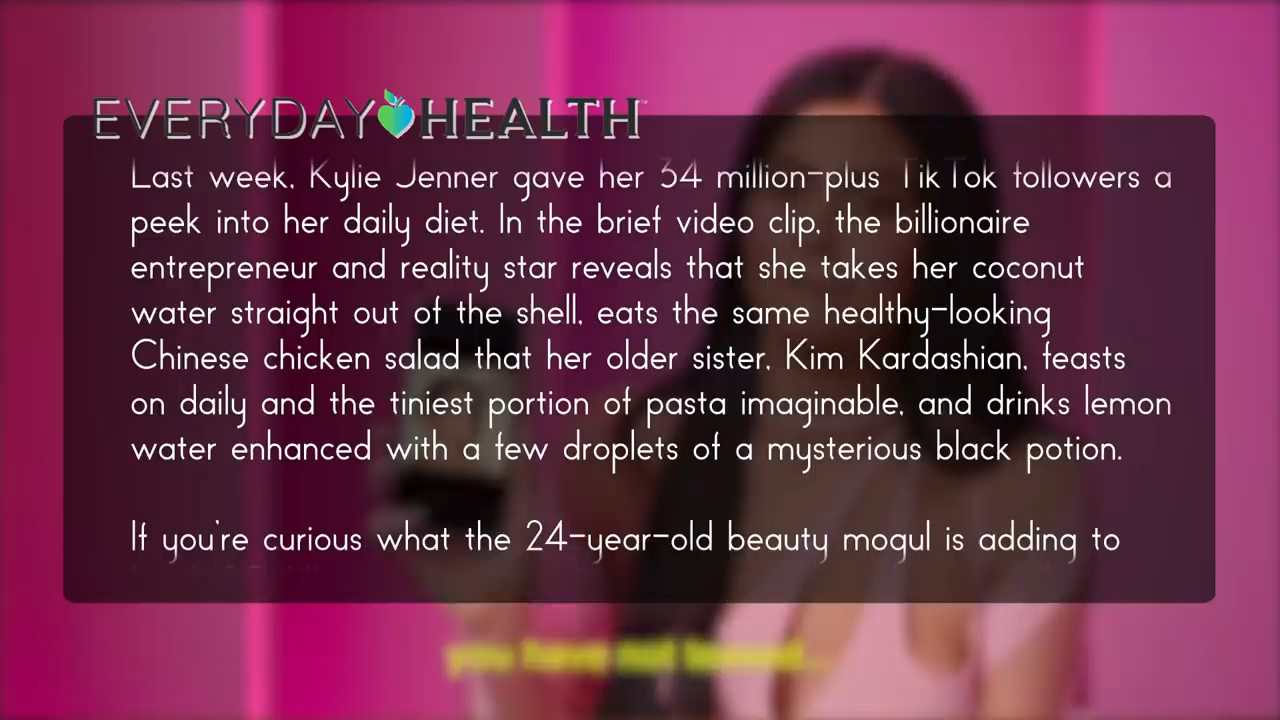 EVERYDAY HEALTH
Last week, Kylie Jenner gave her 34 million-plus TikTok followers a
peek into her daily diet. In the brief video clip, the billionaire
entrepreneur and reality star reveals that she takes her coconut
water straight out of the shell, eats the same healthy-looking
Chinese chicken salad that her older sister, Kim Kardashian, feasts
on daily and the tiniest portion of pasta imaginable, and drinks lemon
water enhanced with a few droplets of a mysterious black potion.
If you're curious what the 24-year-old beauty mogul is adding to
you have not